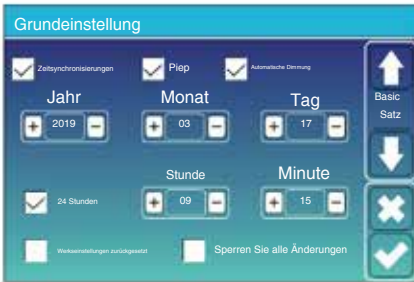 Grundeinstellung
Zeitsynchronisierungen Piep Automatische Dimmung
Jahr Monat Tag
+ 2019 - + 03 - + 17 -
Basic
Satz
Stunde Minute
24 Stunden + 09 - + 15 -
Werkseinstellungen zurückgesetzt Sperren Sie alle Änderungen